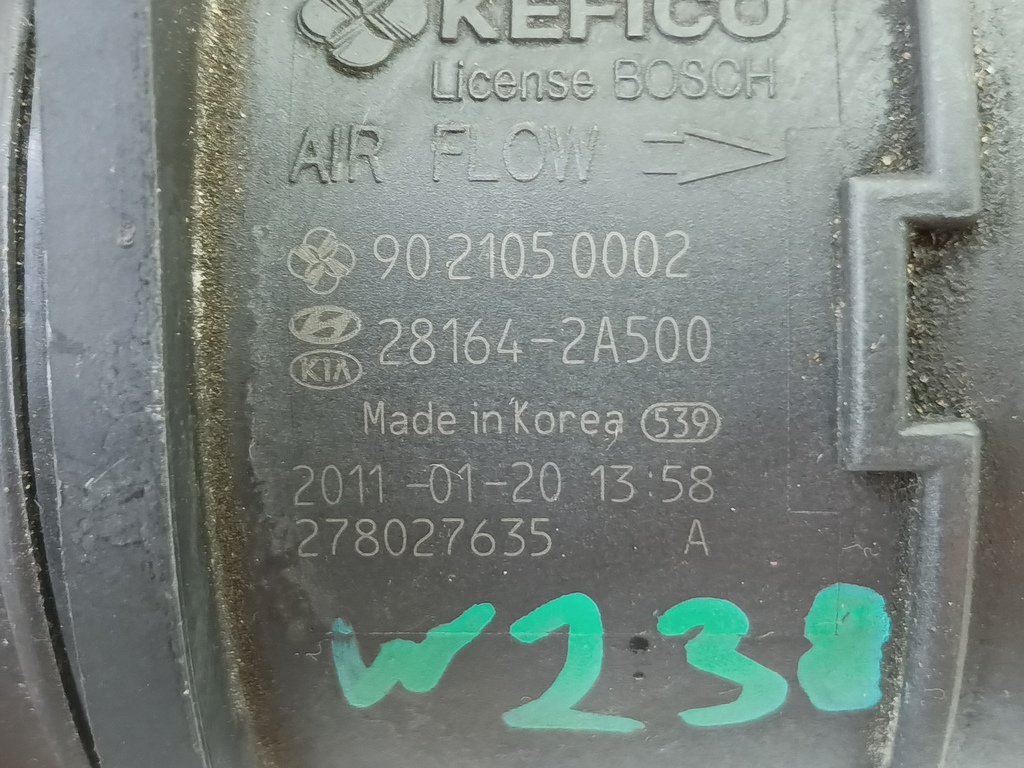 KEFICO
License BOSCH
AIR FLOW
90 2105 0002
28164-2A500
KIA
Made in Korea 539
2011-01-20 13:58
278027635 A
W238